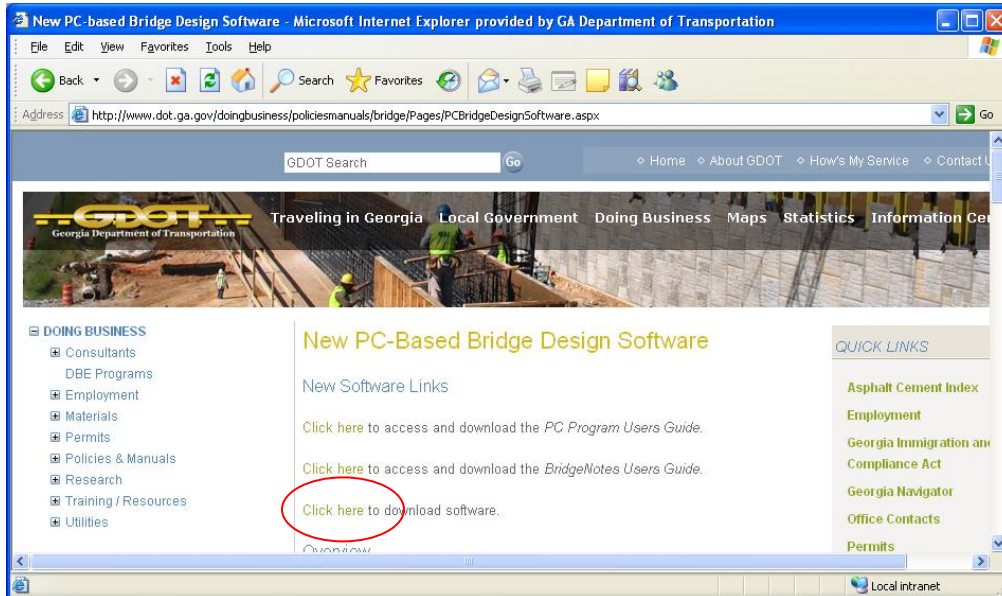 New PC-based Bridge Design Software - Microsoft Internet Explorer provided by GA Department of Transportation
File Edit View Favorites Tools Help
Back Search Favorites
Address http://www.dot.ga.gov/doingbusiness/policiesmanuals/bridge/Pages/PCBridgeDesignSoftware.aspx Go
GDOT Search Go Home About GDOT How's My Service Contact U
GDOT
Georgia Department of Transportation
Traveling in Georgia Local Government Doing Business Maps Statistics Information Cen
DOING BUSINESS
Consultants
DBE Programs
Employment
Materials
Permits
Policies & Manuals
Research
Training / Resources
Utilities
New PC-Based Bridge Design Software
New Software Links
Click here to access and download the PC Program Users Guide.
Click here to access and download the BridgeNotes Users Guide.
Click here to download software.
Overview
QUICK LINKS
Asphalt Cement Index
Employment
Georgia Immigration and
Compliance Act
Georgia Navigator
Office Contacts
Permits
Local intranet